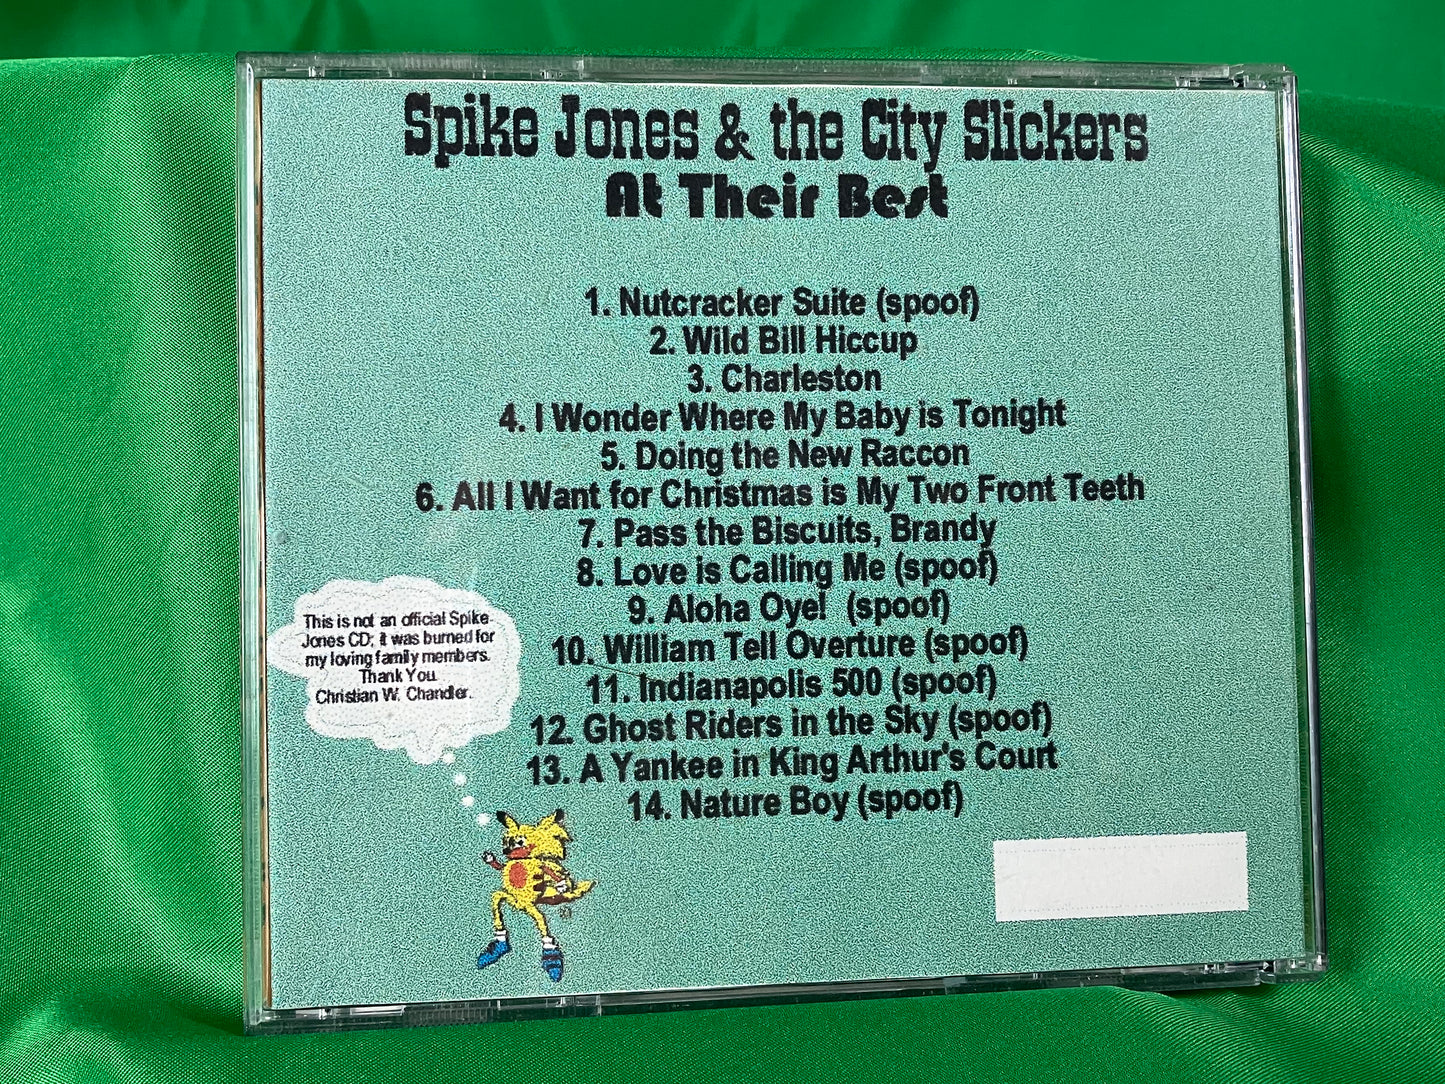 Spike Jones & the City Slickers
At Their Best
1. Nutcracker Suite (spoof)
2. Wild Bill Hiccup
3. Charleston
4. I Wonder Where My Baby is Tonight
5. Doing the New Raccon
6. All I Want for Christmas is My Two Front Teeth
7. Pass the Biscuits, Brandy
8. Love is Calling Me (spoof)
9. Aloha Oye! (spoof)
10. William Tell Overture (spoof)
11. Indianapolis 500 (spoof)
12. Ghost Riders in the Sky (spoof)
13. A Yankee in King Arthur's Court
14. Nature Boy (spoof)
This is not an official Spike
Jones CD; it was burned for
my loving family members.
Thank You.
Christian W. Chandler.